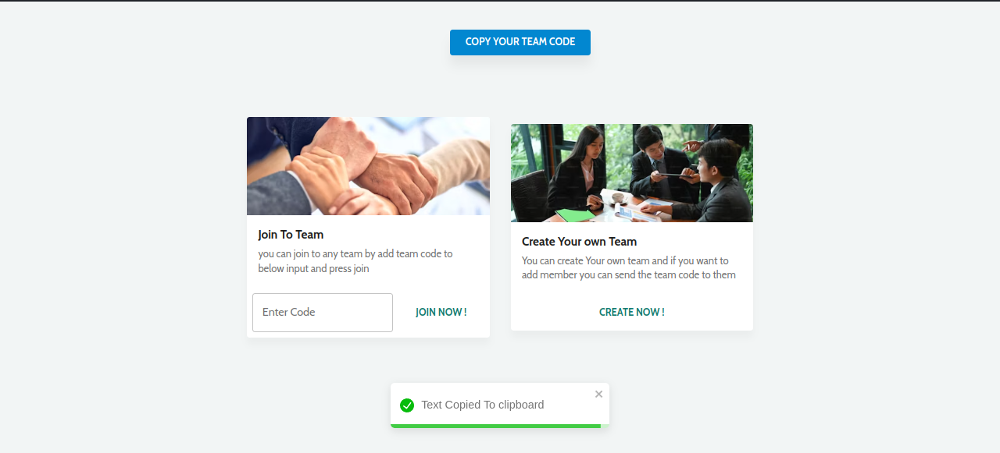 COPY YOUR TEAM CODE
Join To Team
you can join to any team by add team code to
below input and press join
Enter Code
JOIN NOW !
Create Your own Team
You can create Your own team and if you want to
add member you can send the team code to them
CREATE NOW !
Text Copied To clipboard